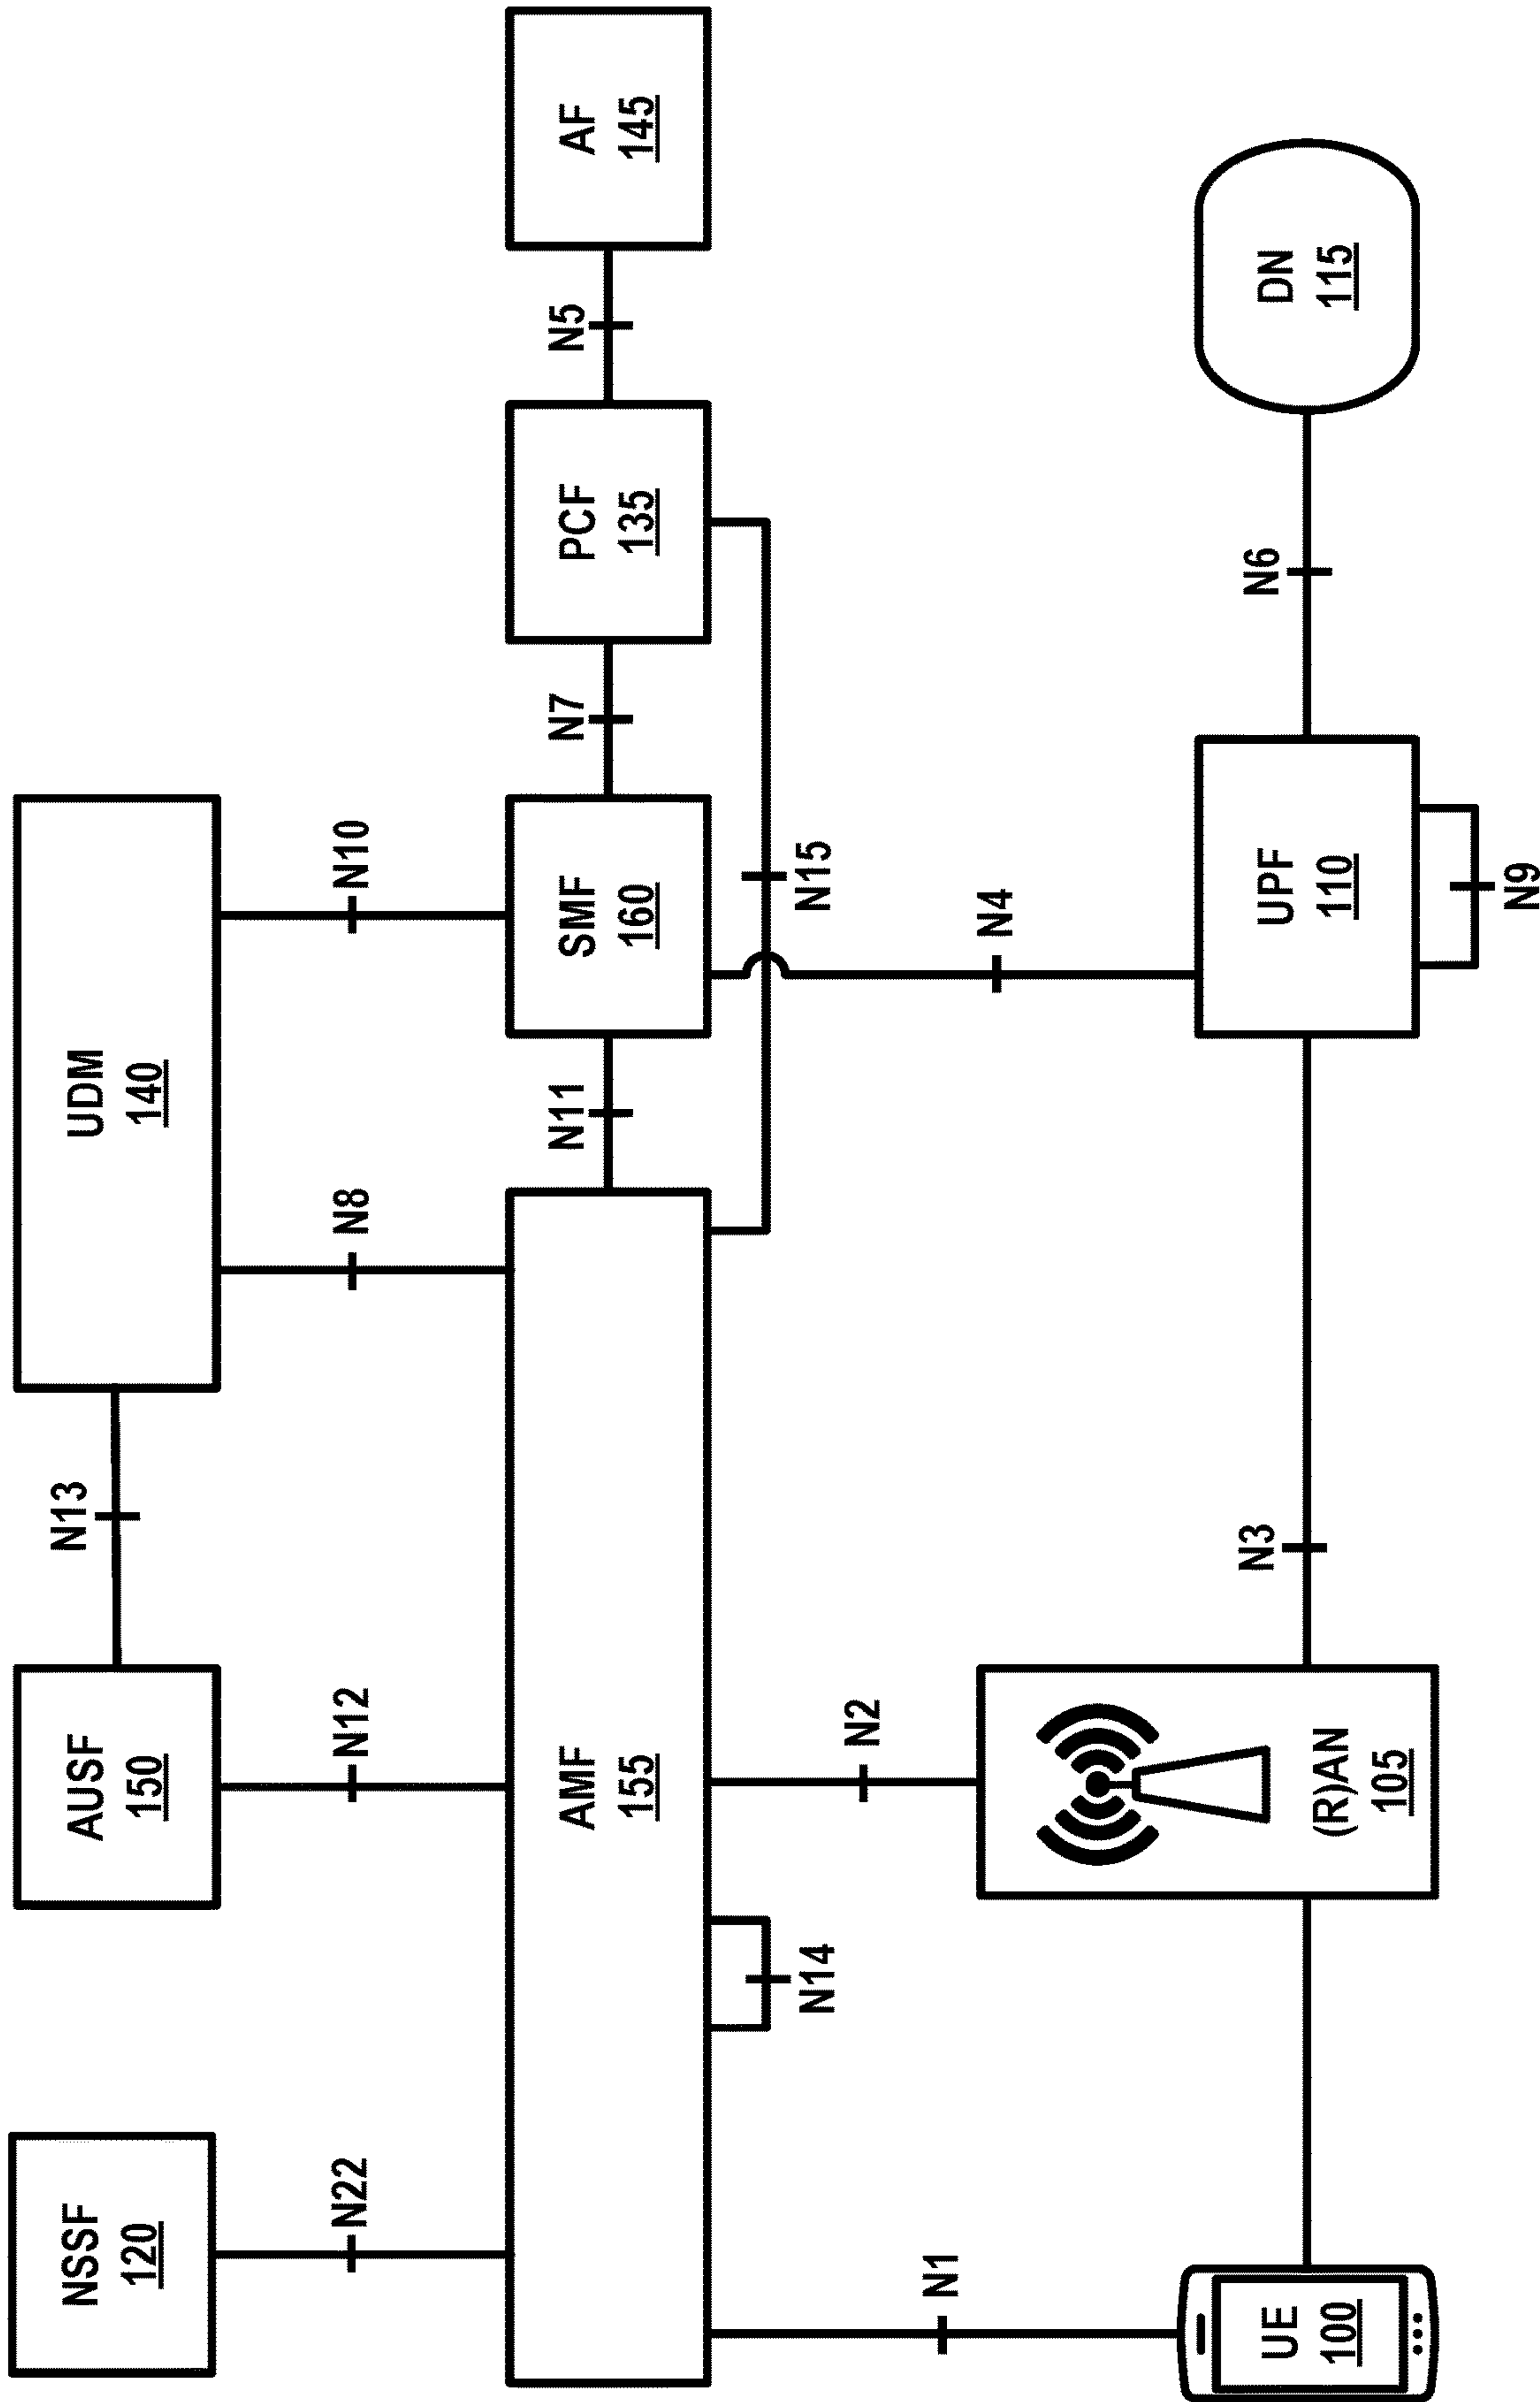 NSSF
120
AUSF
150
N13
UDM
140
N22
N12
N8
N10
AMF
155
N11
SMF
160
N7
PCF
135
N5
AF
145
N14
N15
N1
N2
N4
UE
100
(R)AN
105
N3
UPF
110
N6
DN
115
N9